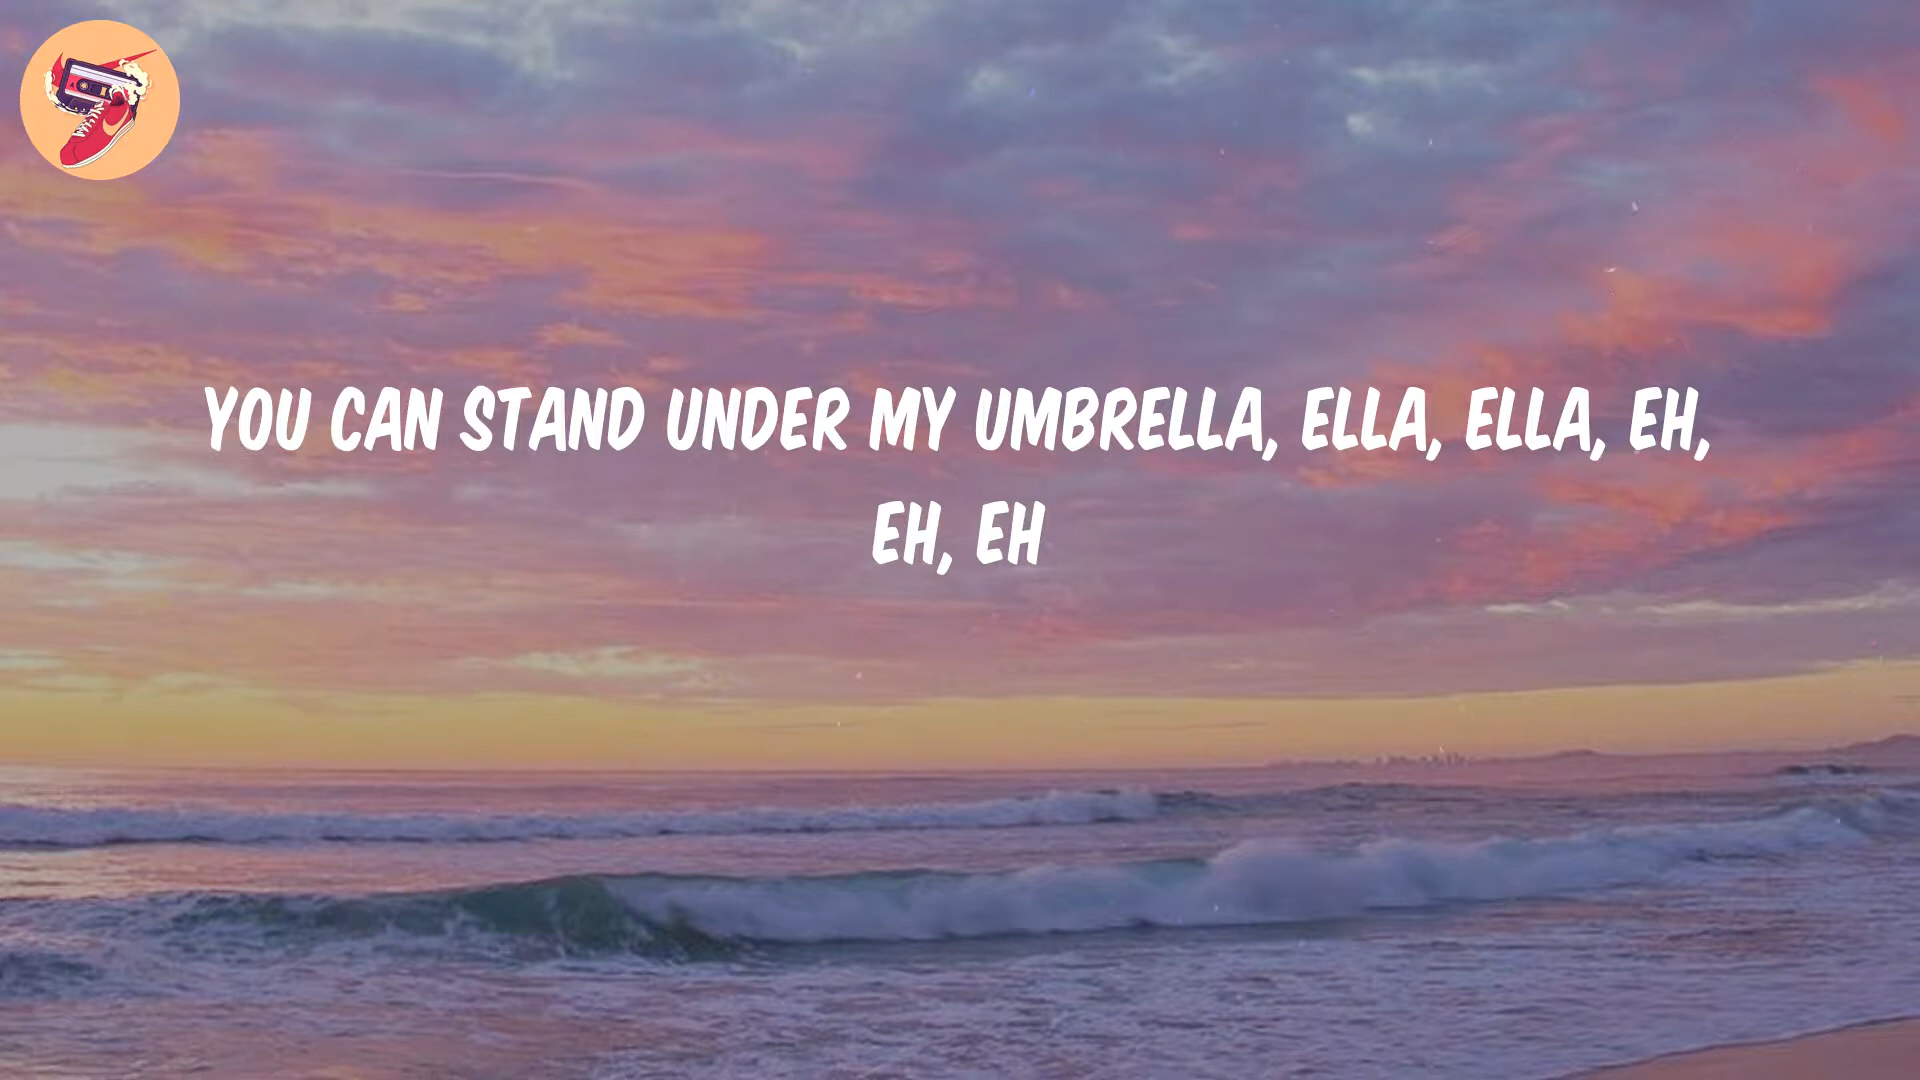 YOU CAN STAND UNDER MY UMBRELLA, ELLA, ELLA, EH,
EH, EH